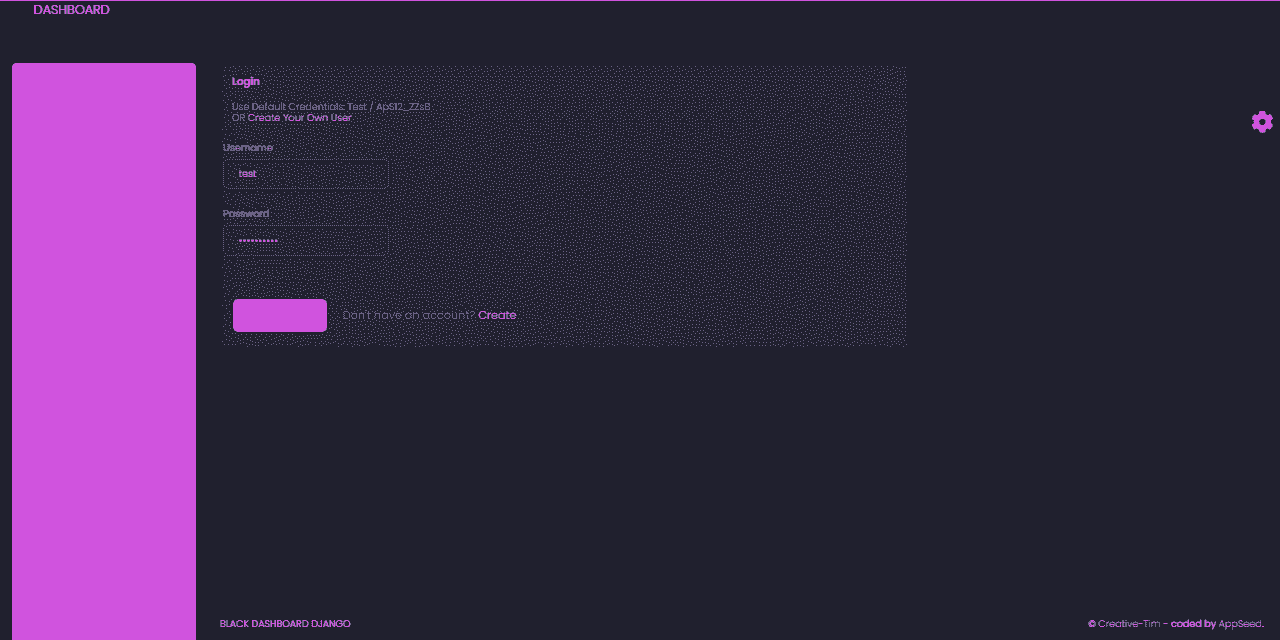 DASHBOARD
Login
Use Default Credentials: Test / ApS12_ZZs8
OR Create Your Own User
Username
test
Password
Don't have an account? Create
BLACK DASHBOARD DJANGO
© Creative-Tim - coded by AppSeed.